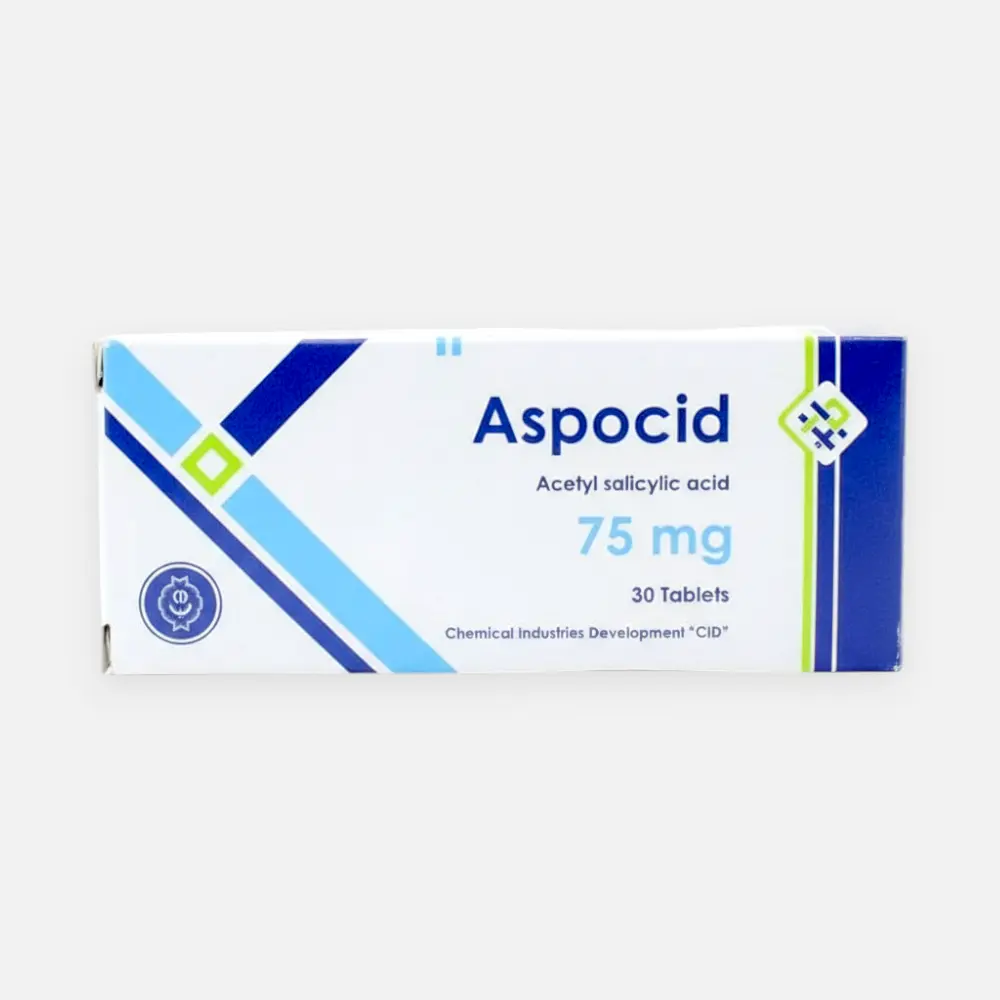 Aspocid
Acetyl salicylic acid
75 mg
30 Tablets
Chemical Industries Development "CID"